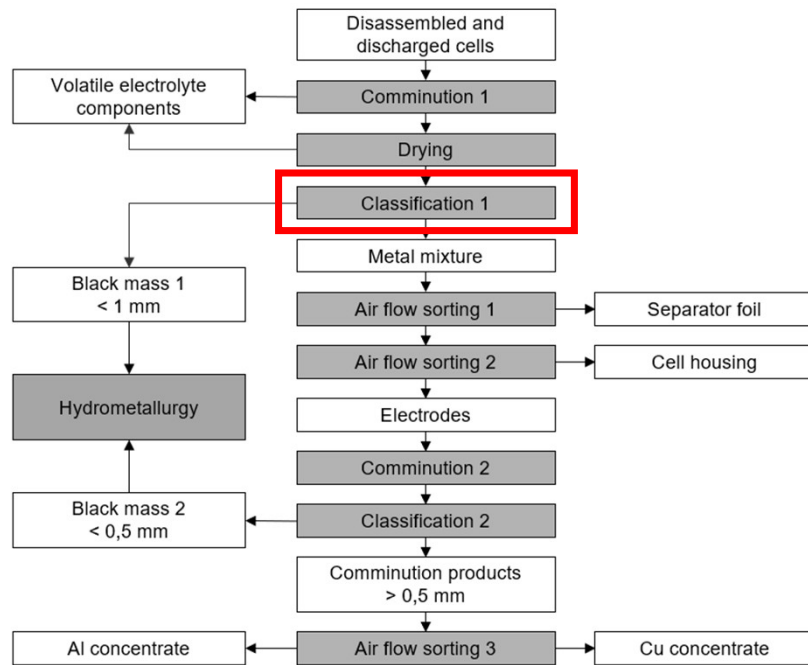 Disassembled and
discharged cells
Volatile electrolyte
components
Comminution 1
Drying
Classification 1
Metal mixture
Black mass 1
< 1 mm
Air flow sorting 1
Separator foil
Air flow sorting 2
Cell housing
Hydrometallurgy
Electrodes
Comminution 2
Black mass 2
< 0,5 mm
Classification 2
Comminution products
> 0,5 mm
Al concentrate
Air flow sorting 3
Cu concentrate